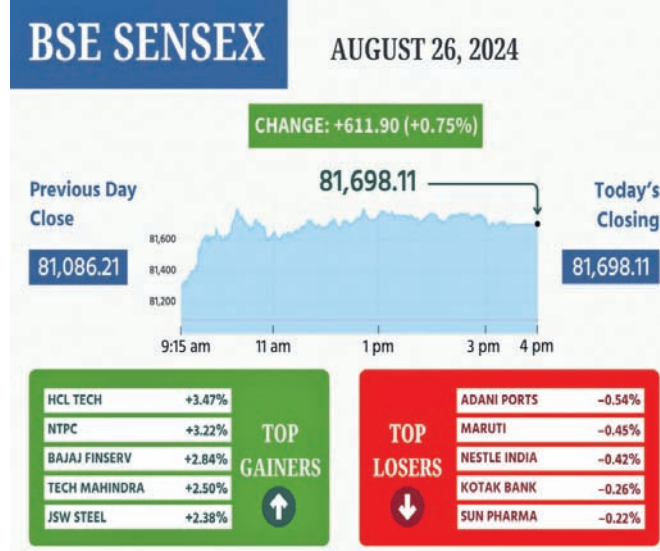 BSE SENSEX
AUGUST 26, 2024
CHANGE: +611.90 (+0.75%)
Previous Day
Close
81,086.21
81,698.11
Today's
Closing
81,698.11
81,600
81,400
81,200
9:15 am 11 am 1 pm 3 pm 4 pm
HCL TECH +3.47%
NTPC +3.22%
BAJAJ FINSERV +2.84%
TECH MAHINDRA +2.50%
JSW STEEL +2.38%
TOP
GAINERS
TOP
LOSERS
ADANI PORTS –0.54%
MARUTI –0.45%
NESTLE INDIA –0.42%
KOTAK BANK –0.26%
SUN PHARMA –0.22%